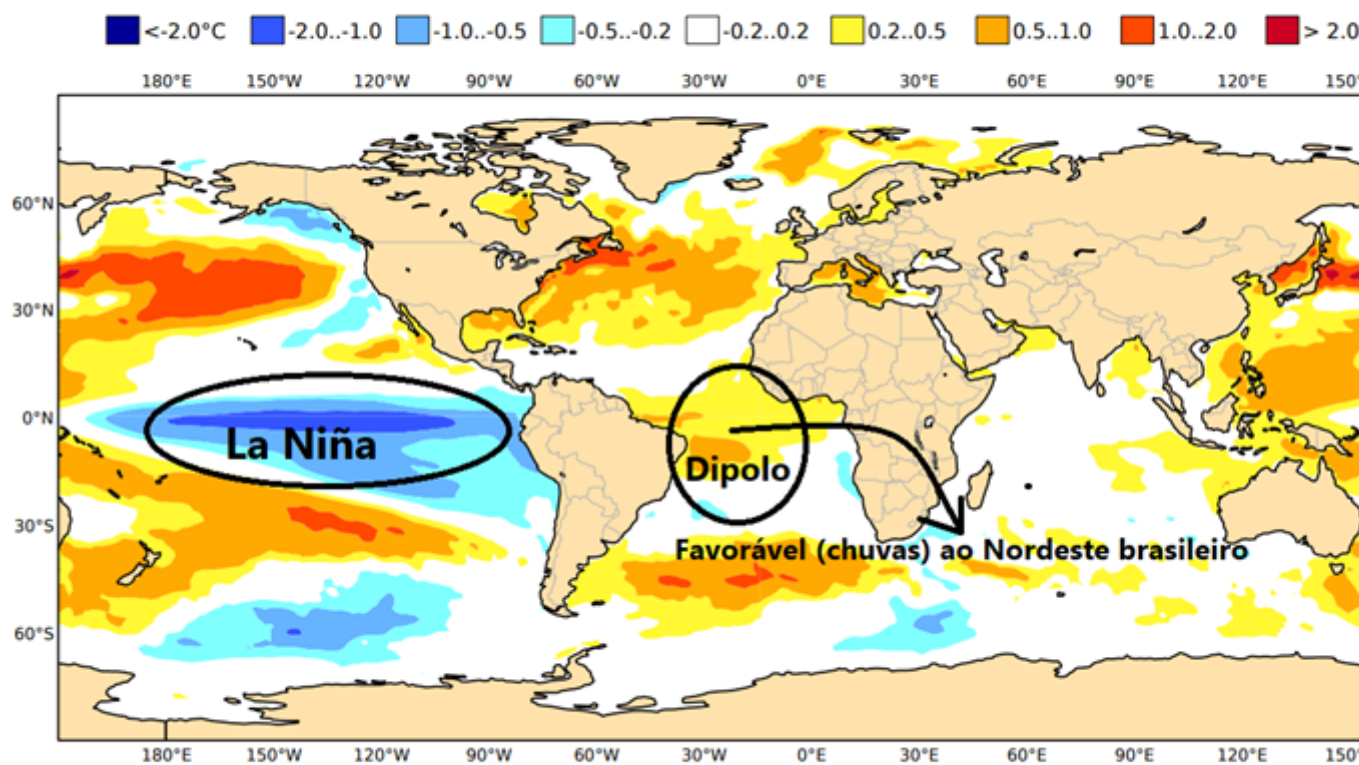 <-2.0°C -2.0..-1.0 -1.0..-0.5 -0.5..-0.2 -0.2..0.2 0.2..0.5 0.5..1.0 1.0..2.0 > 2.0
180°E 150°W 120°W 90°W 60°W 30°W 0°E 30°E 60°E 90°E 120°E
60°N
30°N
0°N
La Niña
Dipolo
30°S
Favorável (chuvas) ao Nordeste brasileiro
60°S
180°E 150°W 120°W 90°W 60°W 30°W 0°E 30°E 60°E 90°E 120°E